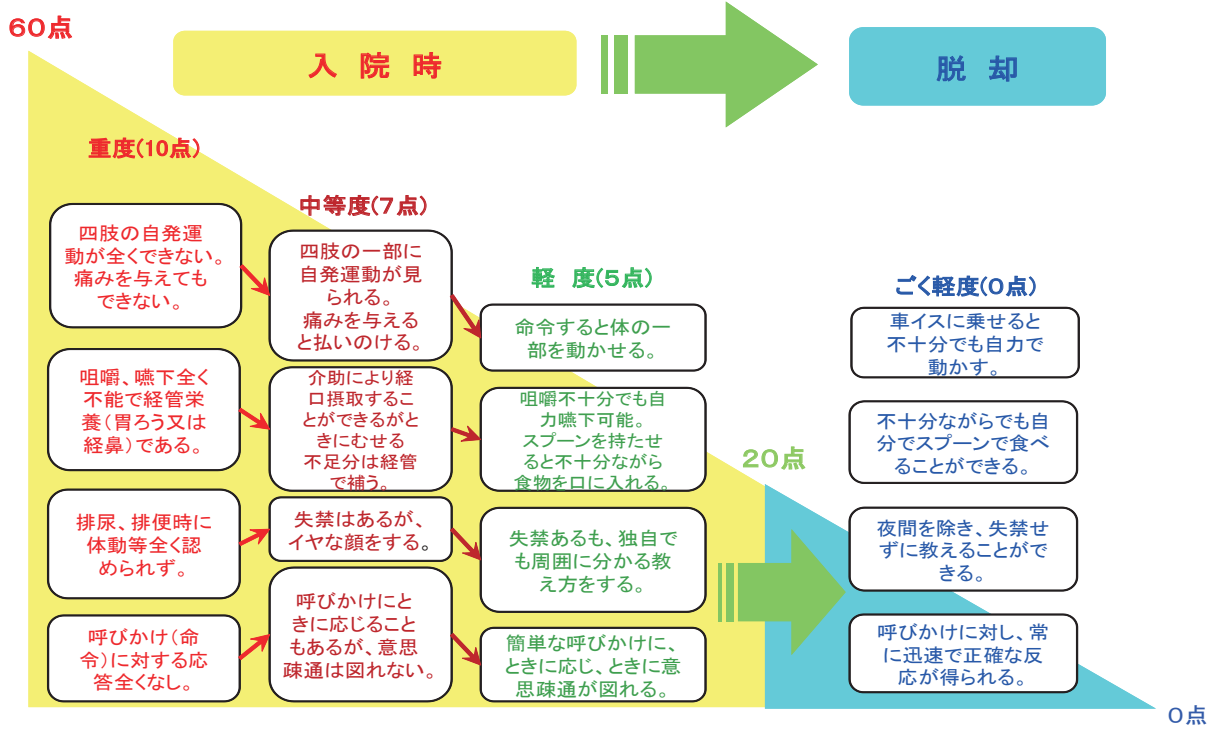 60点
入 院 時
脱 却
重度(10点)
四肢の自発運
動が全くできない。
痛みを与えても
できない。
咀嚼、嚥下全く
不能で経管栄
養(胃ろう又は
経鼻)である。
排尿、排便時に
体動等全く認
められず。
呼びかけ(命
令)に対する応
答全くなし。
中等度(7点)
四肢の一部に
自発運動が見
られる。
痛みを与える
と払いのける。
介助により経
口摂取するこ
とができるがと
きにむせる
不足分は経管
で補う。
失禁はあるが、
イヤな顔をする。
呼びかけにと
きに応じること
もあるが、意思
疎通は図れない。
軽 度(5点)
命令すると体の一
部を動かせる。
咀嚼不十分でも自
力嚥下可能。
スプーンを持たせ
ると不十分ながら
食物を口に入れる。
失禁あるも、独自で
も周囲に分かる教
え方をする。
簡単な呼びかけに、
ときに応じ、ときに意
思疎通が図れる。
20点
ごく軽度(0点)
車イスに乗せると
不十分でも自力で
動かす。
不十分ながらでも自
分でスプーンで食べ
ることができる。
夜間を除き、失禁せ
ずに教えることがで
きる。
呼びかけに対し、常
に迅速で正確な反
応が得られる。
0点